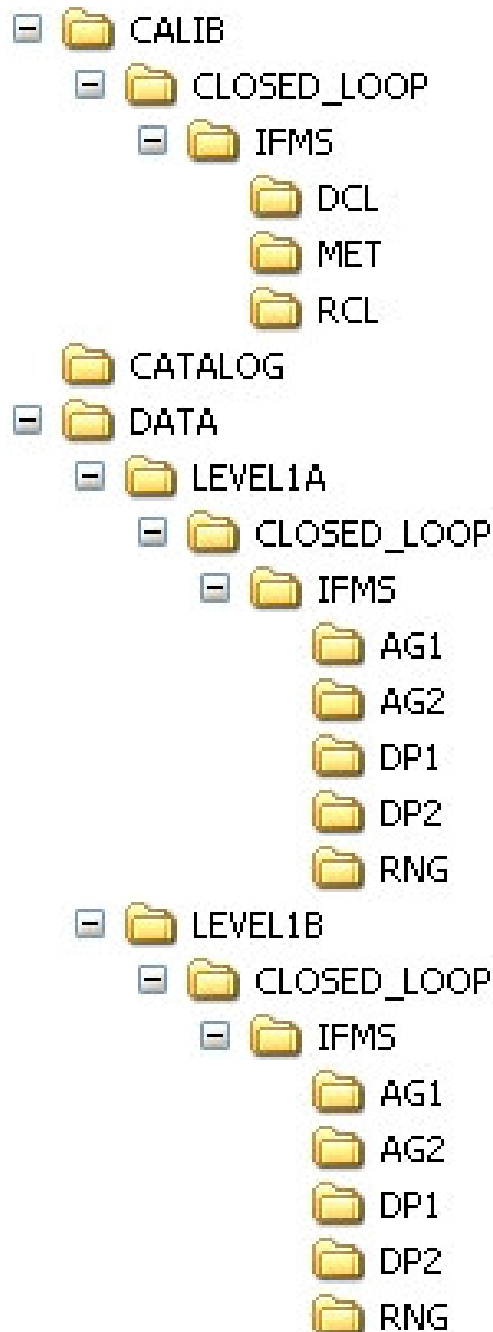 CALIB
CLOSED_LOOP
IFMS
DCL
MET
RCL
CATALOG
DATA
LEVEL1A
CLOSED_LOOP
IFMS
AG1
AG2
DP1
DP2
RNG
LEVEL1B
CLOSED_LOOP
IFMS
AG1
AG2
DP1
DP2
RNG